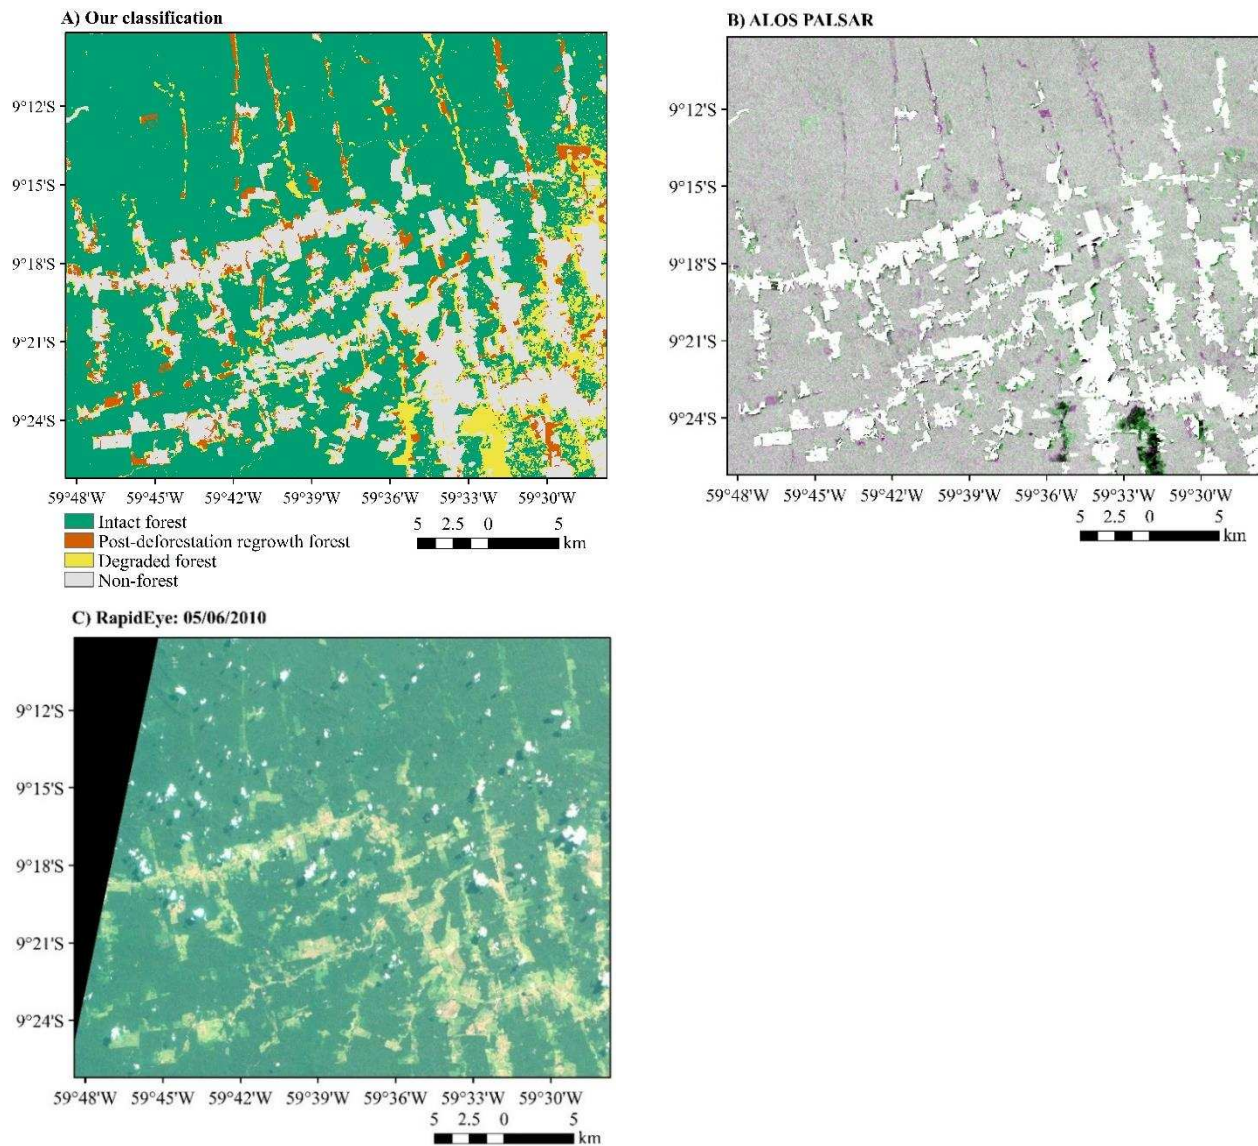 A) Our classification
B) ALOS PALSAR
9°12'S
9°15'S
9°18'S
9°21'S
9°24'S
59°48'W 59°45'W 59°42'W 59°39'W 59°36'W 59°33'W 59°30'W
9°12'S
9°15'S
9°18'S
9°21'S
9°24'S
59°48'W 59°45'W 59°42'W 59°39'W 59°36'W 59°33'W 59°30'W
Intact forest
Post-deforestation regrowth forest
Degraded forest
Non-forest
5 2.5 0 5
km
5 2.5 0 5
km
C) RapidEye: 05/06/2010
9°12'S
9°15'S
9°18'S
9°21'S
9°24'S
59°48'W 59°45'W 59°42'W 59°39'W 59°36'W 59°33'W 59°30'W
5 2.5 0 5
km